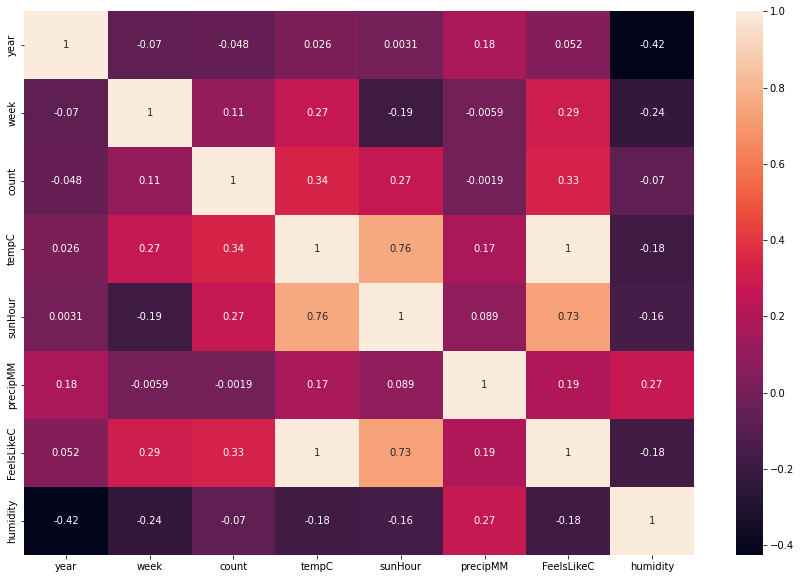 year 1 -0.07 -0.048 0.026 0.0031 0.18 0.052 -0.42
week -0.07 1 0.11 0.27 -0.19 -0.0059 0.29 -0.24
count -0.048 0.11 1 0.34 0.27 -0.0019 0.33 -0.07
tempC 0.026 0.27 0.34 1 0.76 0.17 1 -0.18
sunHour 0.0031 -0.19 0.27 0.76 1 0.089 0.73 -0.16
precipMM 0.18 -0.0059 -0.0019 0.17 0.089 1 0.19 0.27
FeelsLikeC 0.052 0.29 0.33 1 0.73 0.19 1 -0.18
humidity -0.42 -0.24 -0.07 -0.18 -0.16 0.27 -0.18 1
year week count tempC sunHour precipMM FeelsLikeC humidity
1.0
0.8
0.6
0.4
0.2
0.0
−0.2
−0.4